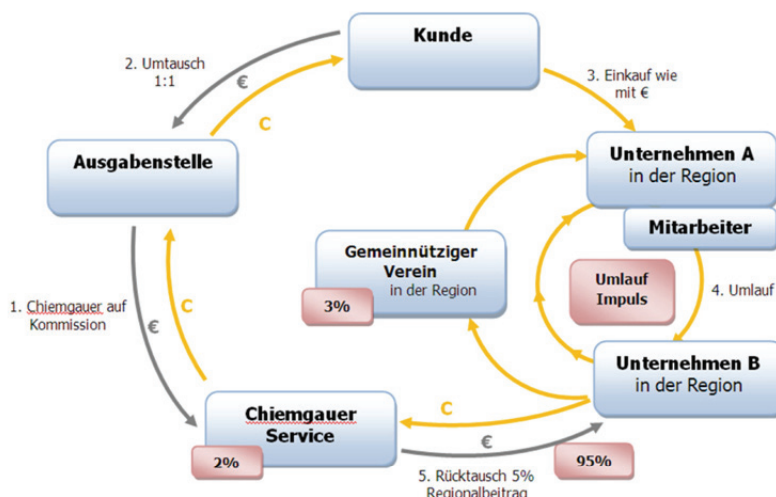 Kunde
2. Umtausch
1:1
€
C
3. Einkauf wie
mit €
Ausgabenstelle
Unternehmen A
in der Region
Mitarbeiter
Gemeinnütziger
Verein
in der Region
3%
Umlauf
Impuls
4. Umlauf
1. Chiemgauer auf
Kommission
€
C
Unternehmen B
in der Region
Chiemgauer
Service
2%
C
€
5. Rücktausch 5%
Regionalbeitrag
95%